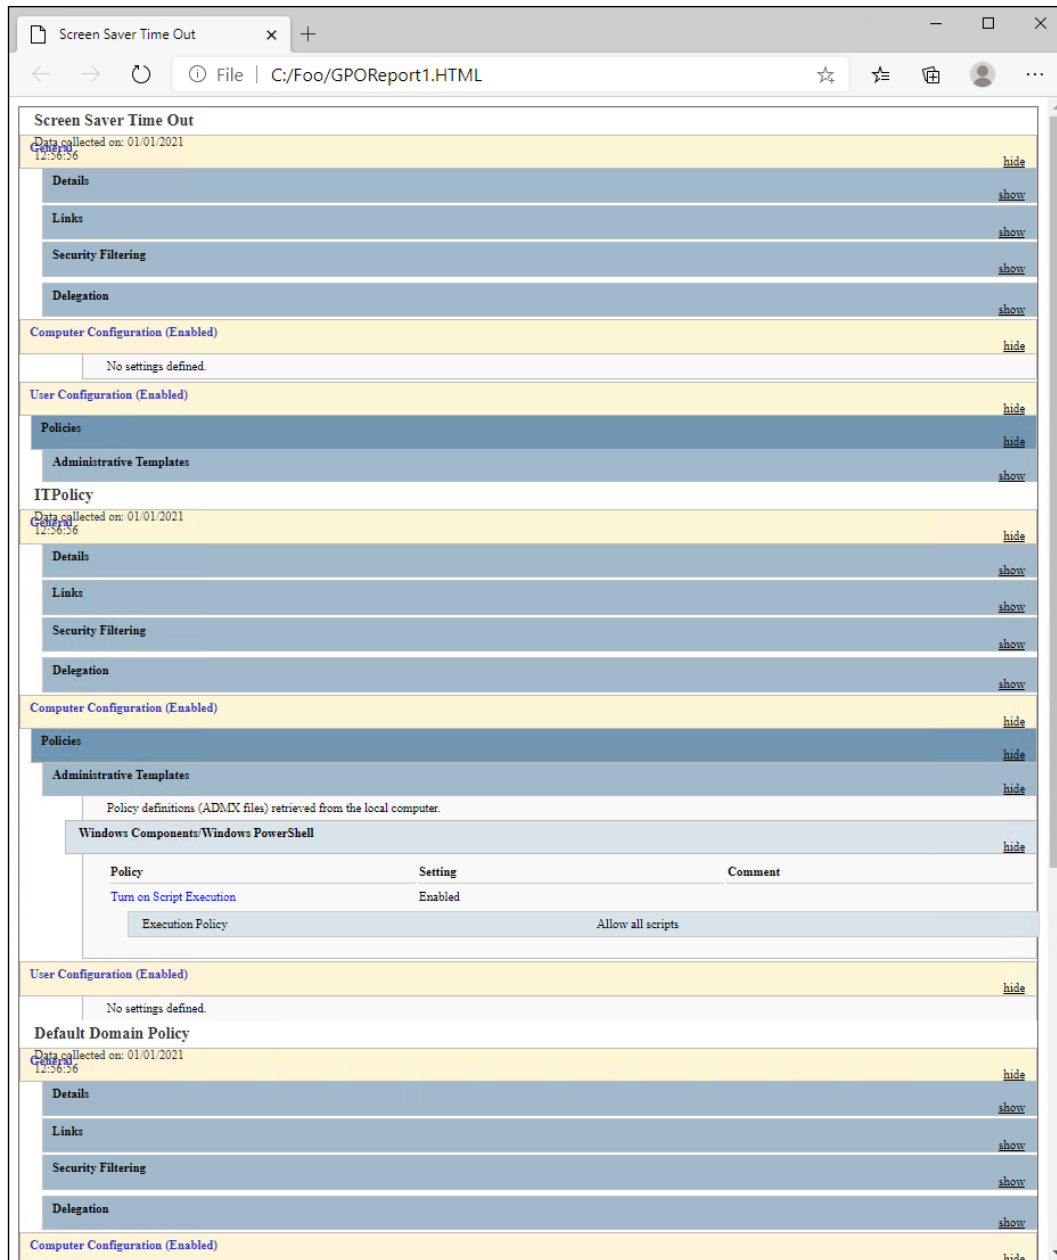 Screen Saver Time Out
File C:/Foo/GPOReport1.HTML
Screen Saver Time Out
Data collected on: 01/01/2021
General
12:56:56
hide
Details
show
Links
show
Security Filtering
show
Delegation
show
Computer Configuration (Enabled)
hide
No settings defined.
User Configuration (Enabled)
hide
Policies
hide
Administrative Templates
show
ITPolicy
Data collected on: 01/01/2021
General
12:56:56
hide
Details
show
Links
show
Security Filtering
show
Delegation
show
Computer Configuration (Enabled)
hide
Policies
hide
Administrative Templates
hide
Policy definitions (ADMX files) retrieved from the local computer.
Windows Components/Windows PowerShell
hide
Policy Setting Comment
Turn on Script Execution Enabled
Execution Policy Allow all scripts
User Configuration (Enabled)
hide
No settings defined.
Default Domain Policy
Data collected on: 01/01/2021
General
12:56:56
hide
Details
show
Links
show
Security Filtering
show
Delegation
show
Computer Configuration (Enabled)
hide